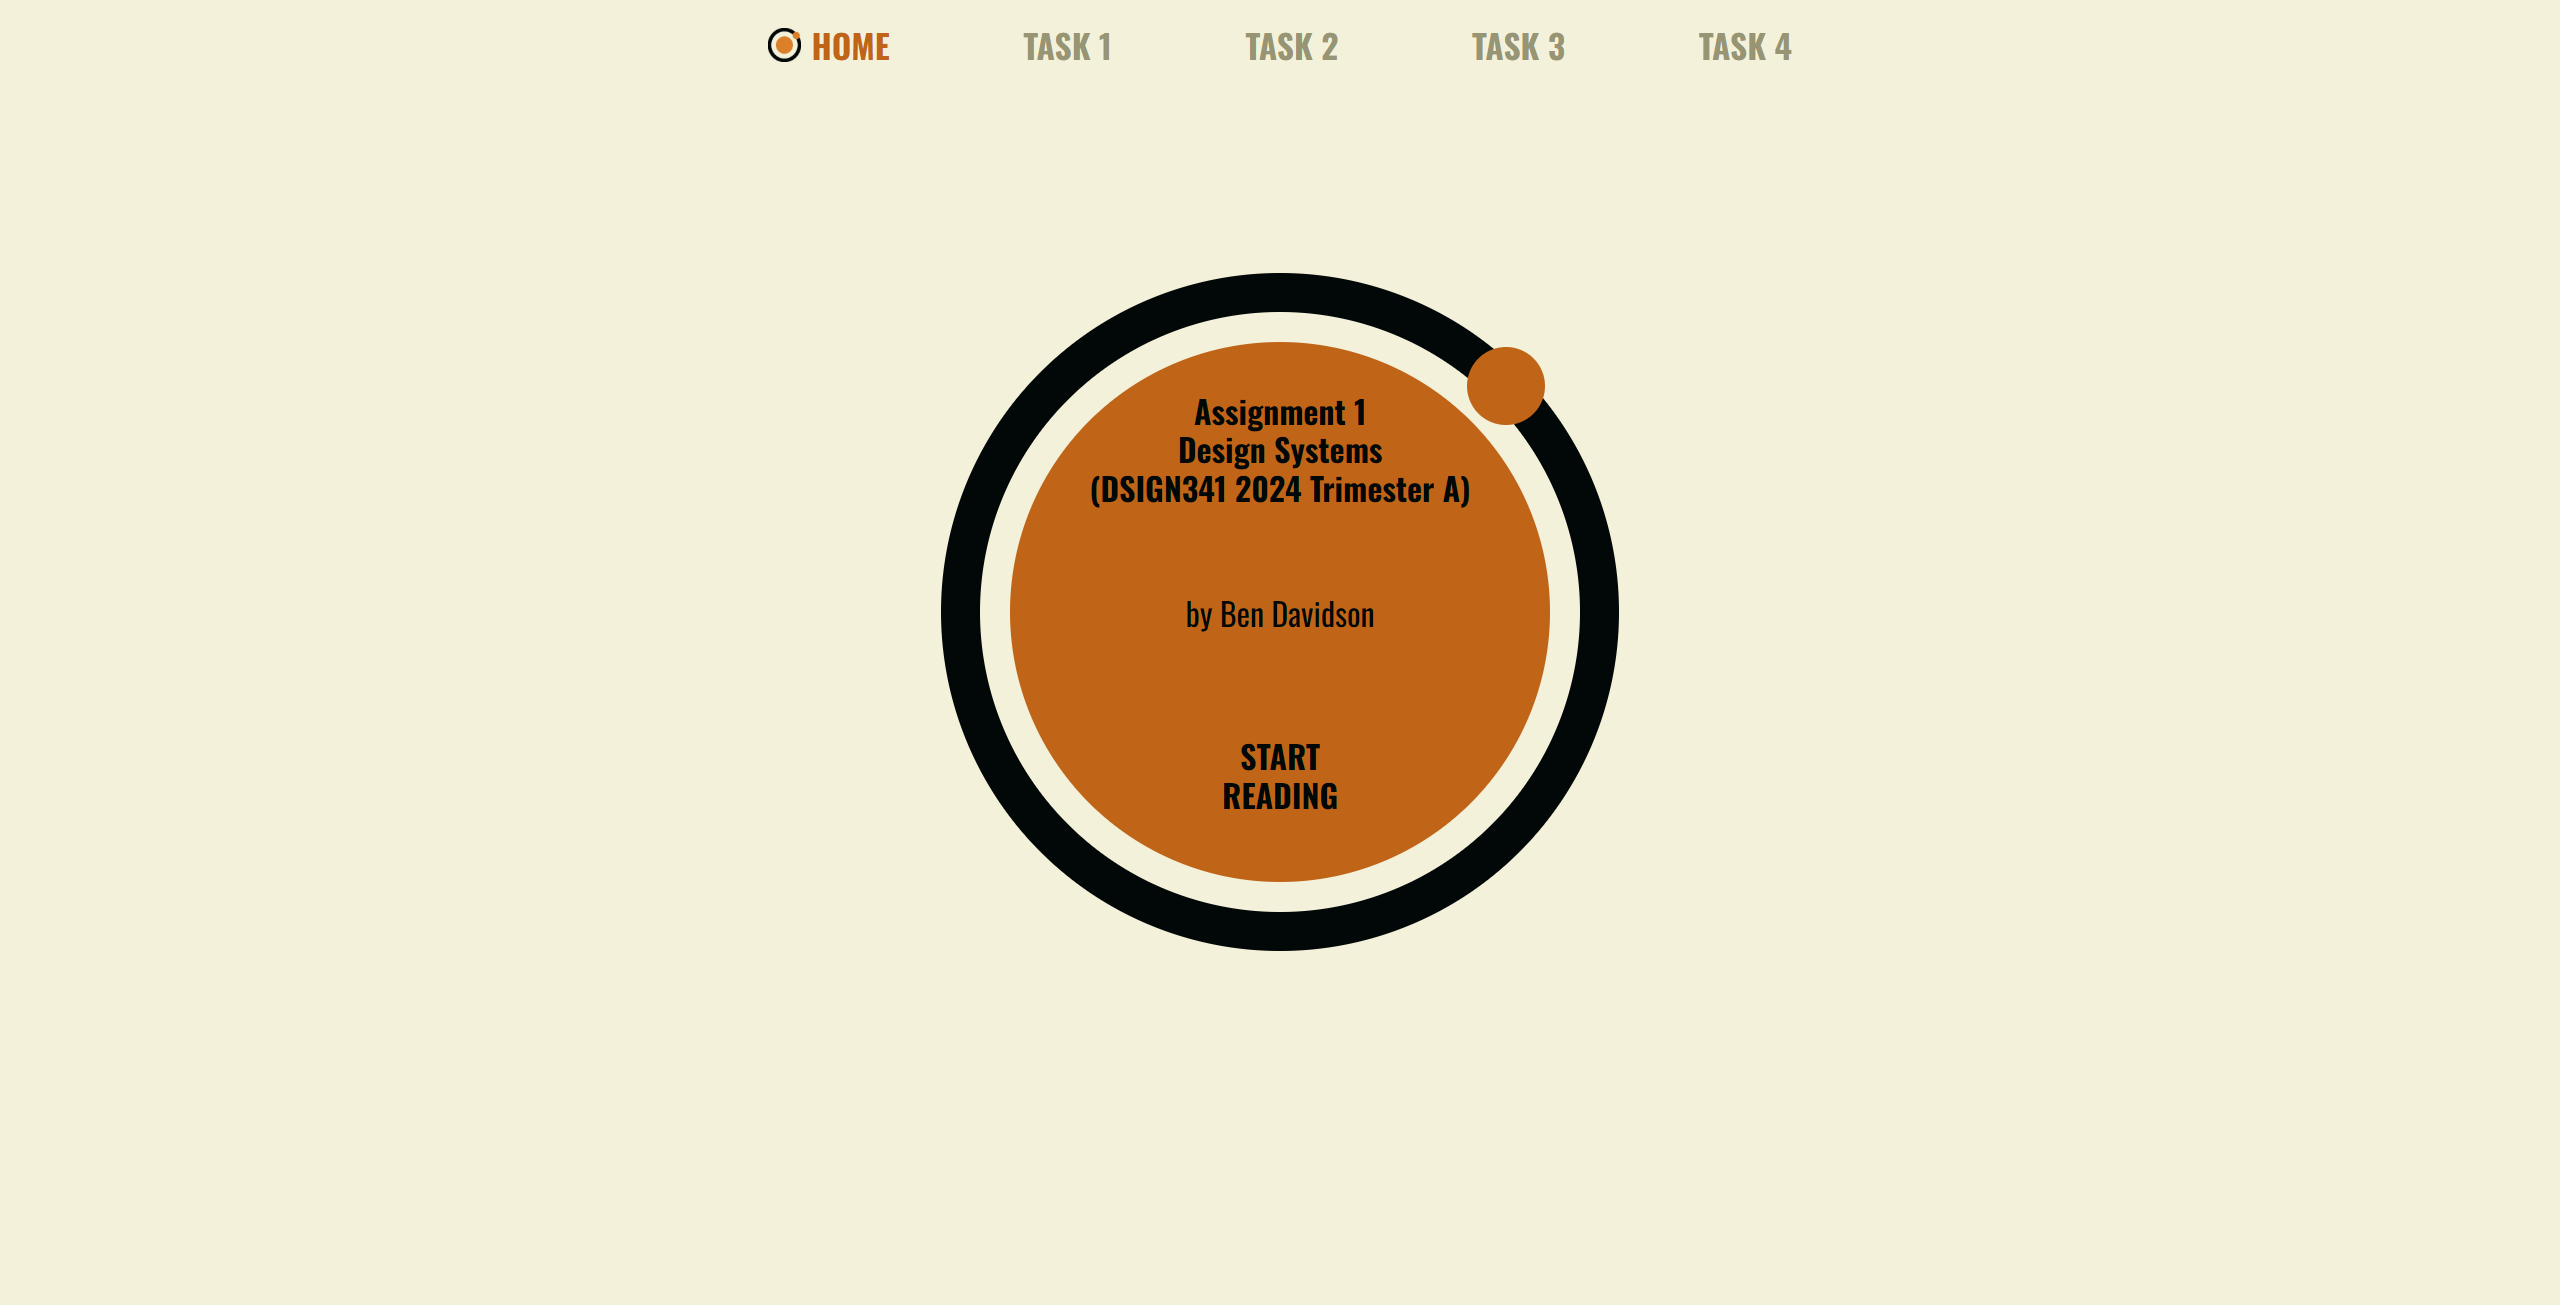 HOME TASK 1 TASK 2 TASK 3 TASK 4
Assignment 1
Design Systems
(DSIGN341 2024 Trimester A)
by Ben Davidson
START
READING